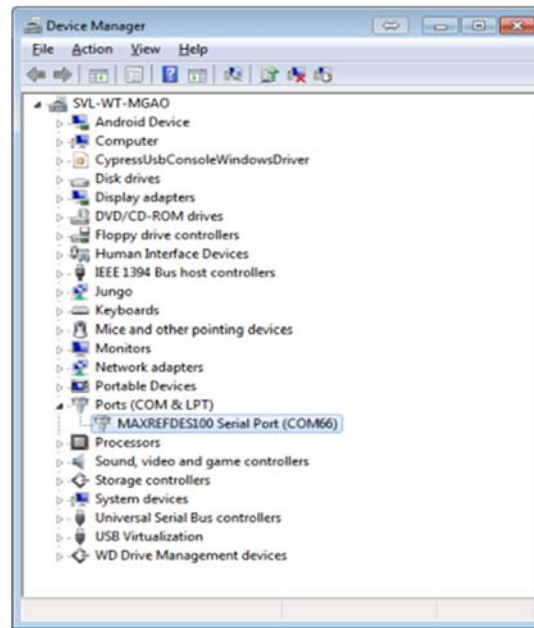 Device Manager
File Action View Help
SVL-WT-MGAO
Android Device
Computer
CypressUsbConsoleWindowsDriver
Disk drives
Display adapters
DVD/CD-ROM drives
Floppy drive controllers
Human Interface Devices
IEEE 1394 Bus host controllers
Jungo
Keyboards
Mice and other pointing devices
Monitors
Network adapters
Portable Devices
Ports (COM & LPT)
MAXREFDES100 Serial Port (COM66)
Processors
Sound, video and game controllers
Storage controllers
System devices
Universal Serial Bus controllers
USB Virtualization
WD Drive Management devices